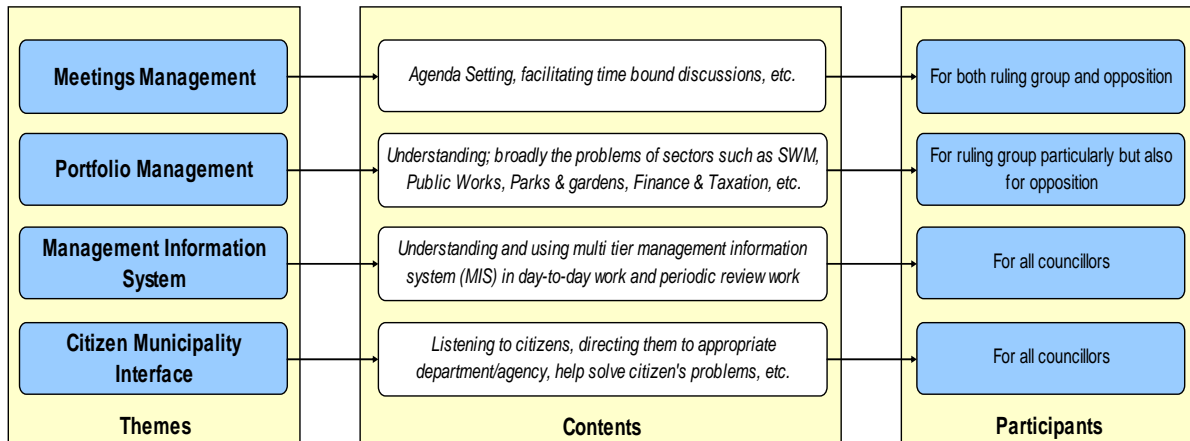 Meetings Management
Agenda Setting, facilitating time bound discussions, etc.
For both ruling group and opposition
Portfolio Management
Understanding; broadly the problems of sectors such as SWM,
Public Works, Parks & gardens, Finance & Taxation, etc.
For ruling group particularly but also
for opposition
Management Information
System
Understanding and using multi tier management information
system (MIS) in day-to-day work and periodic review work
For all councillors
Citizen Municipality
Interface
Listening to citizens, directing them to appropriate
department/agency, help solve citizen's problems, etc.
For all councillors
Themes
Contents
Participants